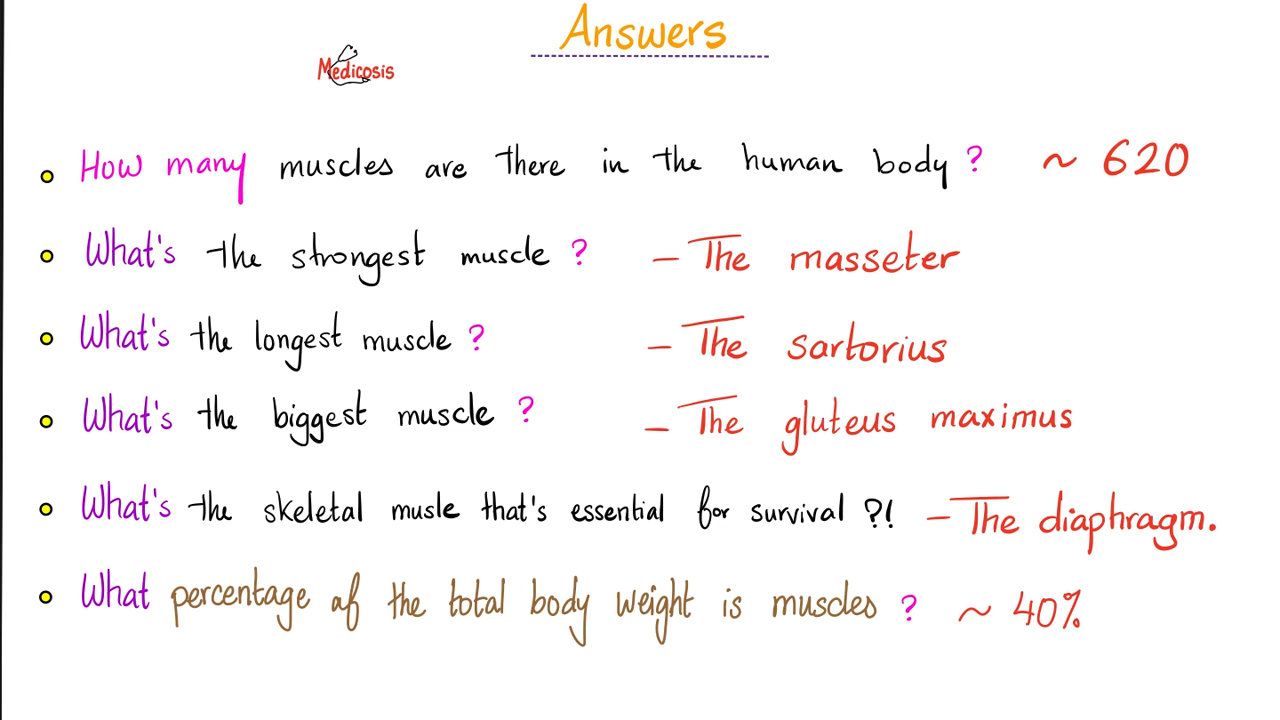 Answers
Medicosis
How many muscles are there in the human body? ~ 620
What's the strongest muscle? - The masseter
What's the longest muscle? - The sartorius
What's the biggest muscle? - The gluteus maximus
What's the skeletal musle that's essential for survival?! - The diaphragm.
What percentage of the total body weight is muscles? ~ 40%